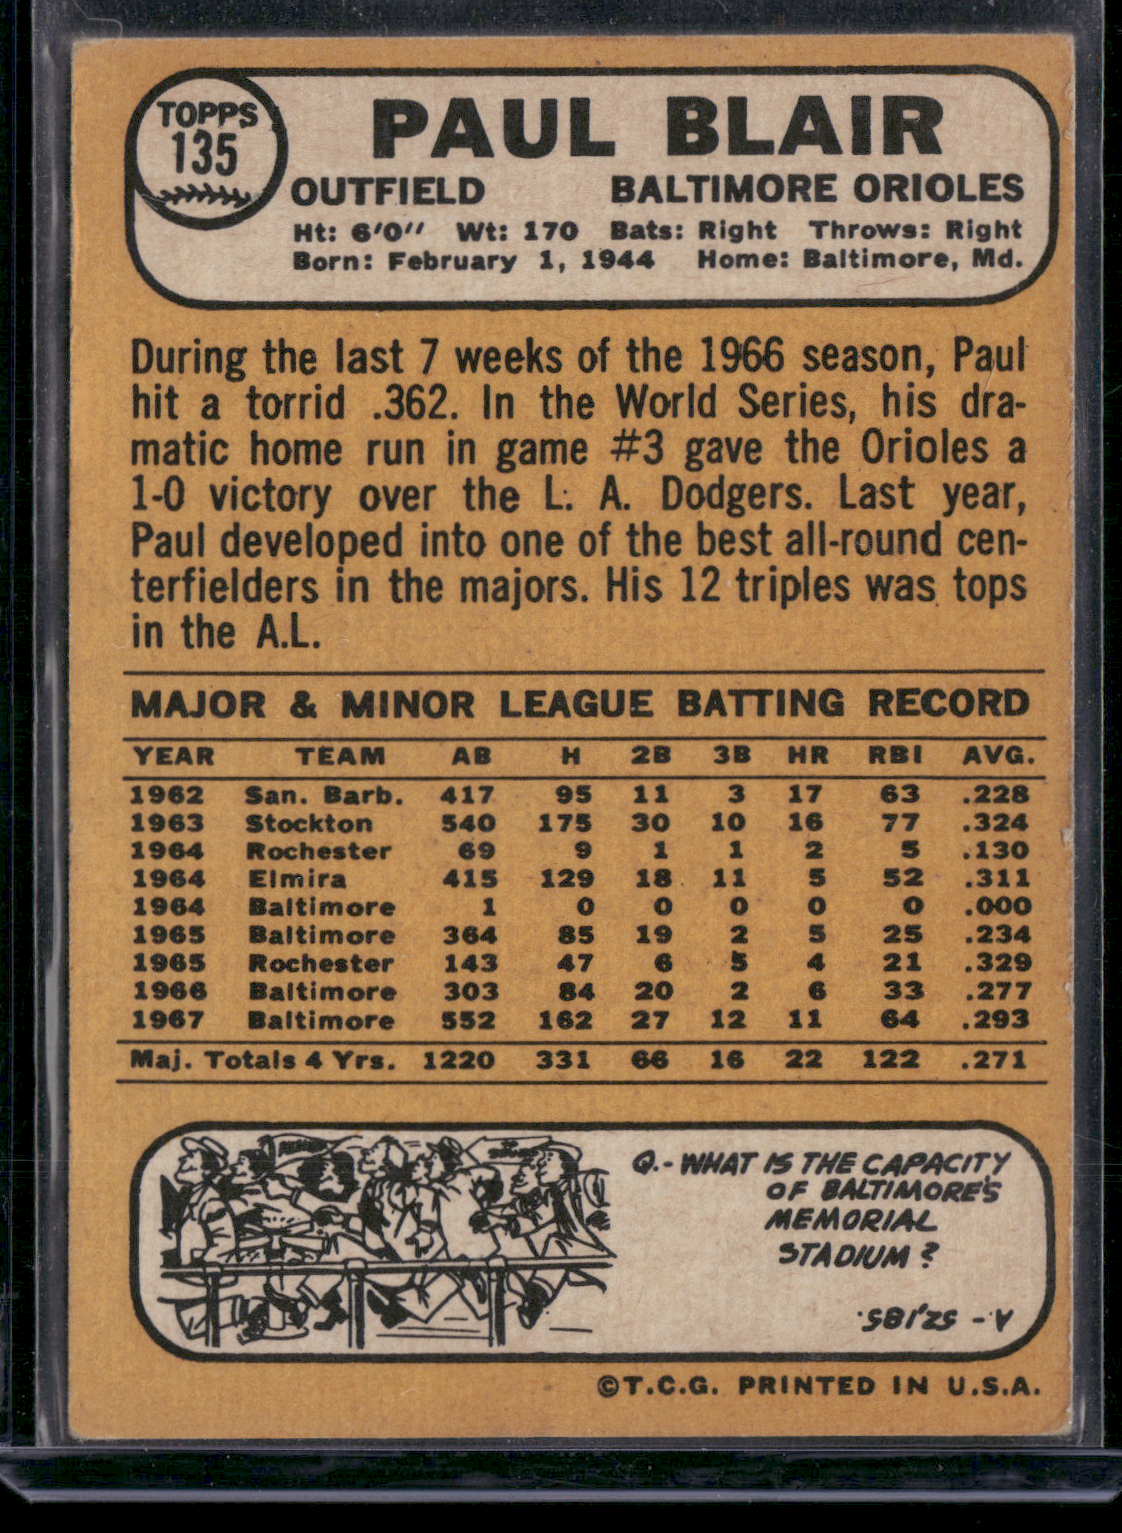 TOPPS
135
PAUL BLAIR
OUTFIELD BALTIMORE ORIOLES
Ht: 6'0" Wt: 170 Bats: Right Throws: Right
Born: February 1, 1944 Home: Baltimore, Md.
During the last 7 weeks of the 1966 season, Paul
hit a torrid .362. In the World Series, his dra-
matic home run in game #3 gave the Orioles a
1-0 victory over the L. A. Dodgers. Last year,
Paul developed into one of the best all-round cen-
terfielders in the majors. His 12 triples was tops
in the A.L.
MAJOR & MINOR LEAGUE BATTING RECORD
YEAR TEAM AB H 2B 3B HR RBI AVG.
1962 San. Barb. 417 95 11 3 17 63 .228
1963 Stockton 540 175 30 10 16 77 .324
1964 Rochester 69 9 1 1 2 5 .130
1964 Elmira 415 129 18 11 5 52 .311
1964 Baltimore 1 0 0 0 0 0 .000
1965 Baltimore 364 85 19 2 5 25 .234
1965 Rochester 143 47 6 5 4 21 .329
1966 Baltimore 303 84 20 2 6 33 .277
1967 Baltimore 552 162 27 12 11 64 .293
Maj. Totals 4 Yrs. 1220 331 66 16 22 122 .271
Q.- WHAT IS THE CAPACITY
OF BALTIMORE'S
MEMORIAL
STADIUM?
A.- 52,185.
©T.C.G. PRINTED IN U.S.A.